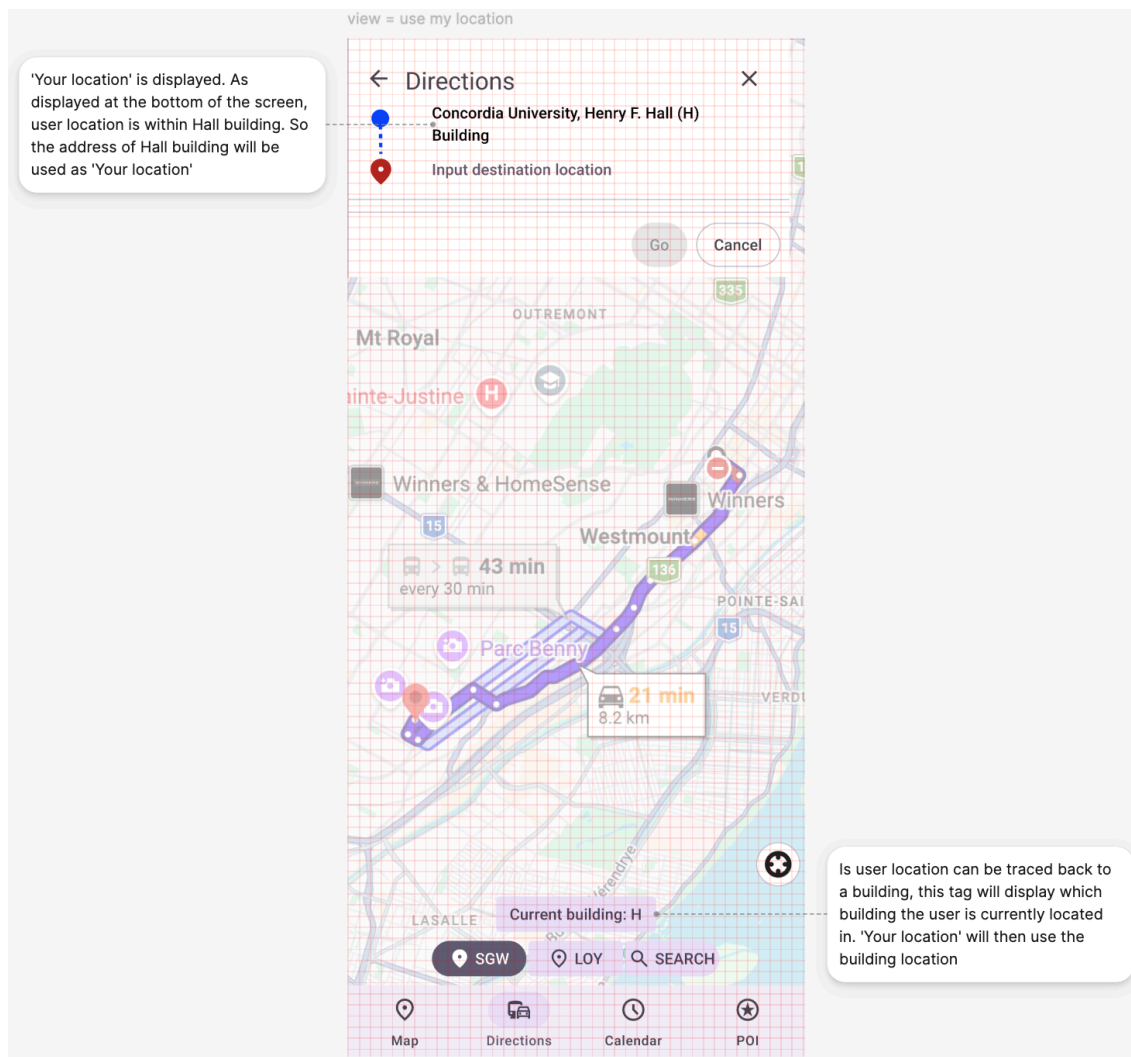 view = use my location
'Your location' is displayed. As
displayed at the bottom of the screen,
user location is within Hall building. So
the address of Hall building will be
used as 'Your location'
Directions
Concordia University, Henry F. Hall (H)
Building
Input destination location
Go
Cancel
335
OUTREMONT
Mt Royal
ainte-Justine
H
Winners & HomeSense
Winners
15
Westmount
43 min
every 30 min
136
POINTE-SAI
15
Parc Benny
21 min
8.2 km
VERDU
érendrye
Is user location can be traced back to
a building, this tag will display which
building the user is currently located
in. 'Your location' will then use the
building location
LASALLE
Current building: H
SGW
LOY
SEARCH
Map
Directions
Calendar
POI